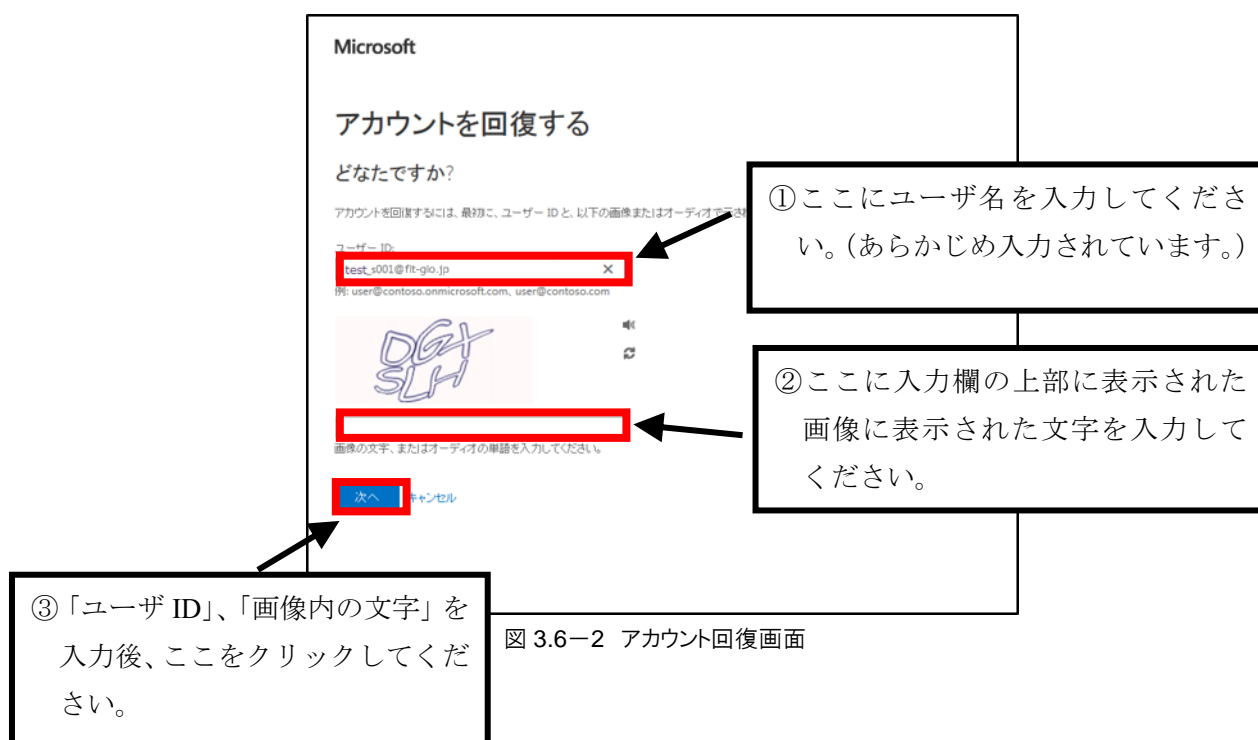 Microsoft
アカウントを回復する
どなたですか?
アカウントを回復するには、最初に、ユーザー ID と、以下の画像またはオーディオで示され
①ここにユーザ名を入力してくださ
い。（あらかじめ入力されています。）
ユーザー ID:
test_s001@fit-glo.jp
例: user@contoso.onmicrosoft.com、user@contoso.com
DGX
SLH
②ここに入力欄の上部に表示された
画像に表示された文字を入力して
ください。
画像の文字、またはオーディオの単語を入力してください。
次へ キャンセル
③「ユーザ ID」、「画像内の文字」を
入力後、ここをクリックしてくだ
さい。
図 3.6－2 アカウント回復画面